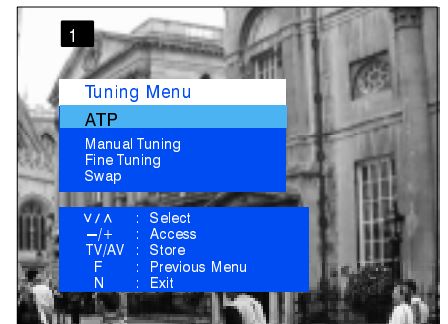 1
Tuning Menu
ATP
Manual Tuning
Fine Tuning
Swap
∨/∧ : Select
–/+ : Access
TV/AV : Store
F : Previous Menu
N : Exit